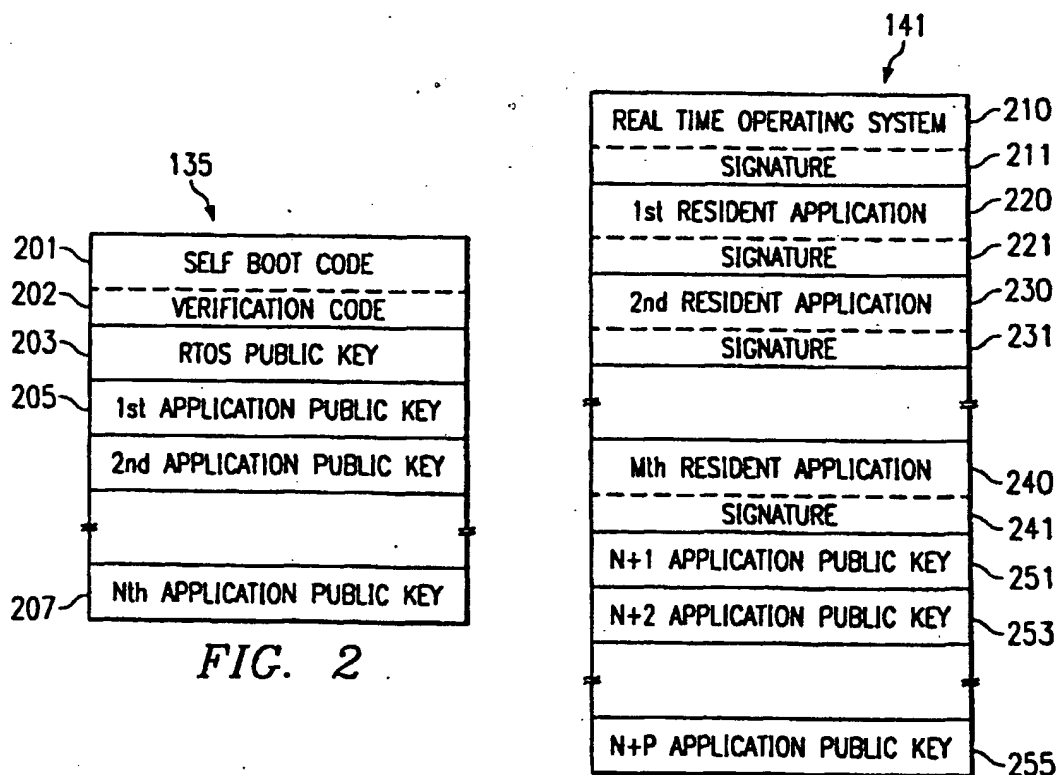 135
201
SELF BOOT CODE
202
VERIFICATION CODE
203
RTOS PUBLIC KEY
205
1st APPLICATION PUBLIC KEY
2nd APPLICATION PUBLIC KEY
207
Nth APPLICATION PUBLIC KEY
FIG. 2
141
REAL TIME OPERATING SYSTEM
210
SIGNATURE
211
1st RESIDENT APPLICATION
220
SIGNATURE
221
2nd RESIDENT APPLICATION
230
SIGNATURE
231
Mth RESIDENT APPLICATION
240
SIGNATURE
241
N+1 APPLICATION PUBLIC KEY
251
N+2 APPLICATION PUBLIC KEY
253
N+P APPLICATION PUBLIC KEY
255